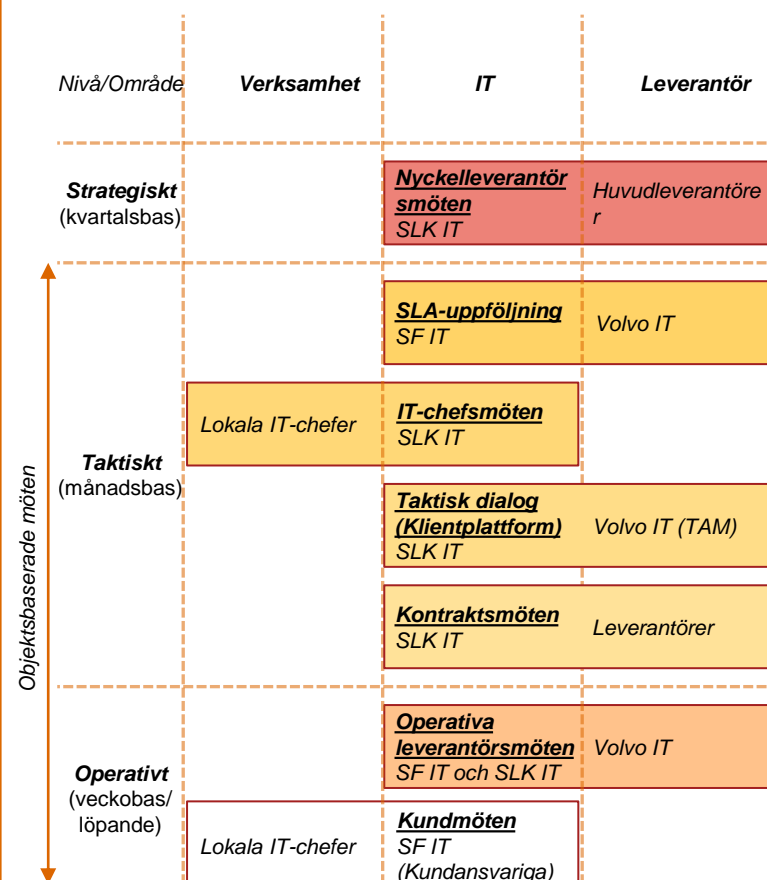 Nivå/Område
Verksamhet
IT
Leverantör
Strategiskt
(kvartalsbas)
Nyckelleverantör
smöten
SLK IT
Huvudleverantöre
r
Objektsbaserade möten
Taktiskt
(månadsbas)
SLA-uppföljning
SF IT
Volvo IT
Lokala IT-chefer
IT-chefsmöten
SLK IT
Taktisk dialog
(Klientplattform)
SLK IT
Volvo IT (TAM)
Kontraktsmöten
SLK IT
Leverantörer
Operativt
(veckobas/
löpande)
Operativa
leverantörsmöten
SF IT och SLK IT
Volvo IT
Lokala IT-chefer
Kundmöten
SF IT
(Kundansvariga)